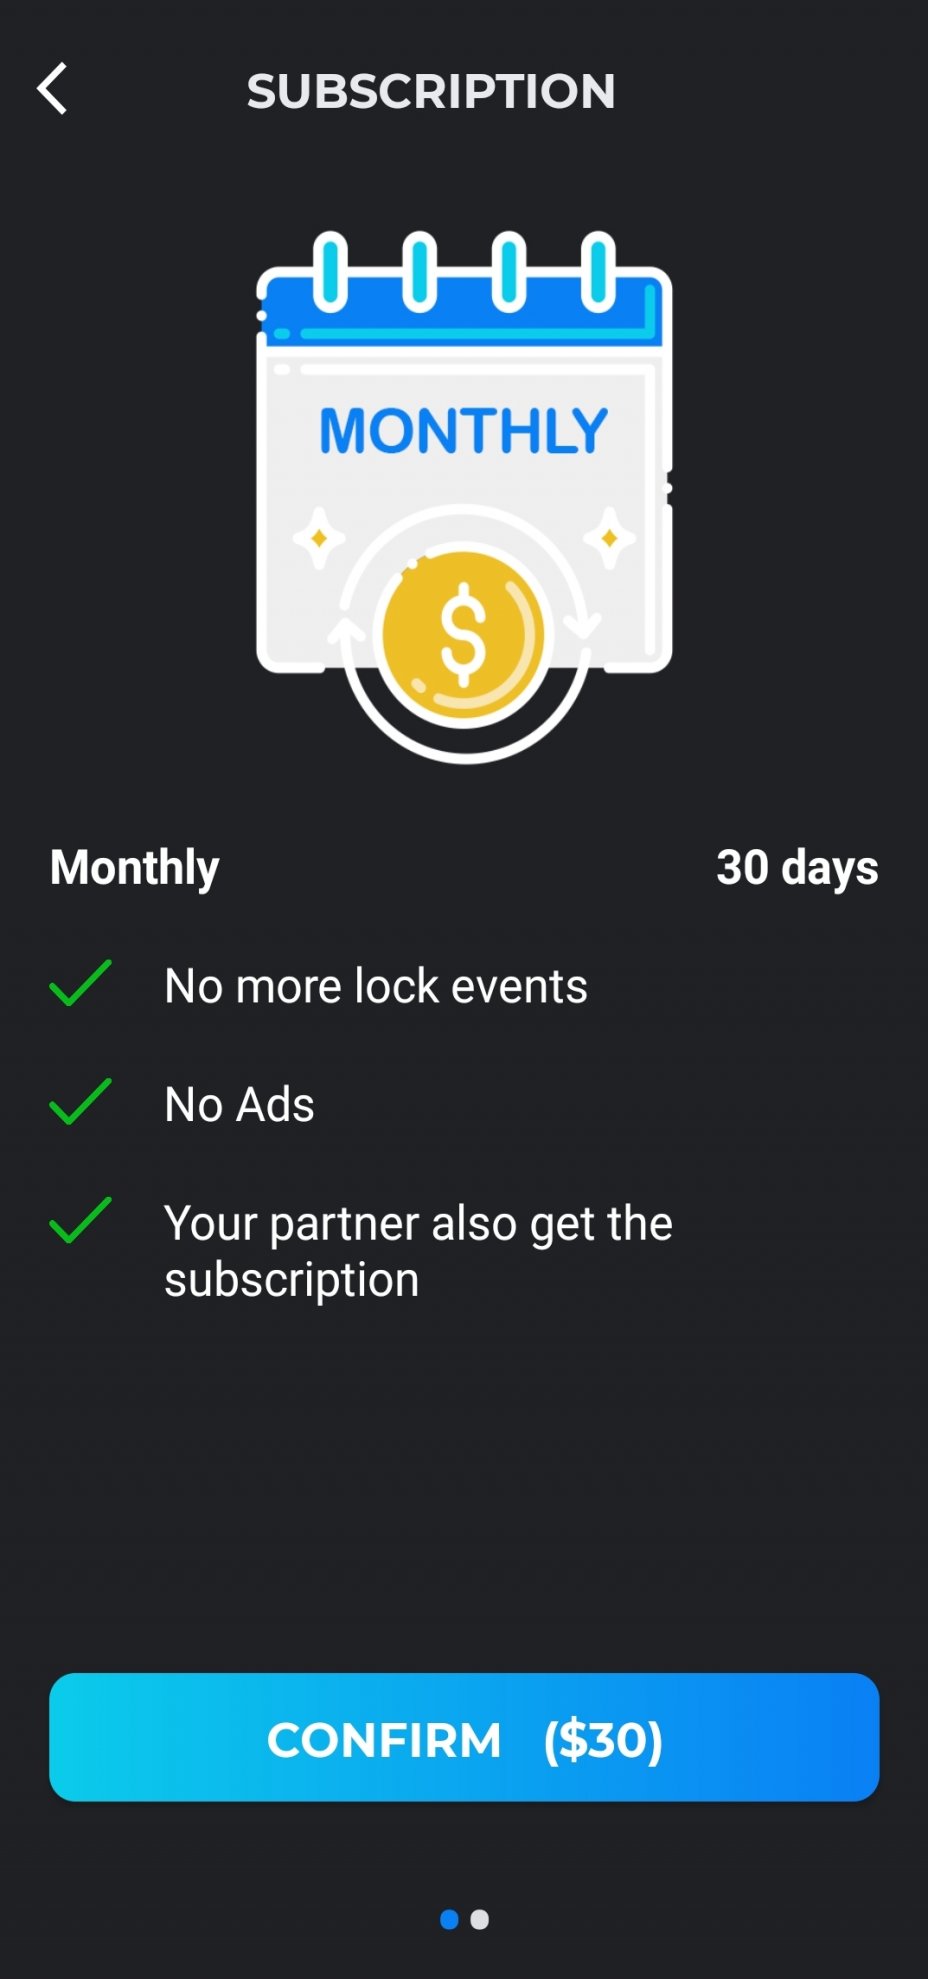 SUBSCRIPTION
MONTHLY
$
Monthly 30 days
No more lock events
No Ads
Your partner also get the
subscription
CONFIRM ($30)